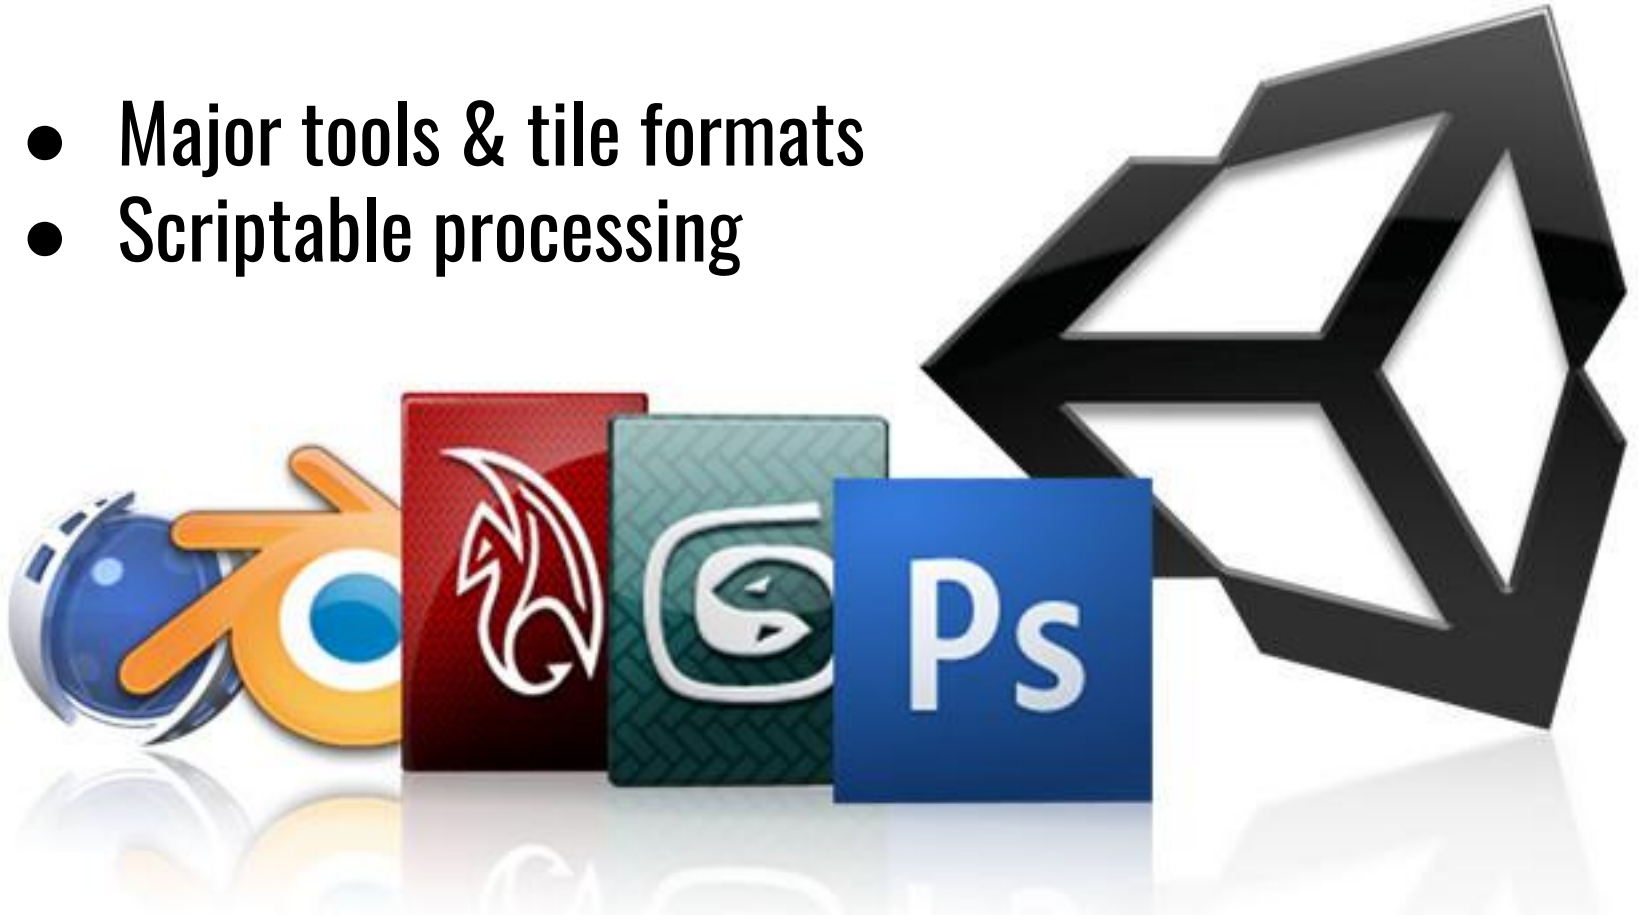 ● Major tools & tile formats
● Scriptable processing
Ps